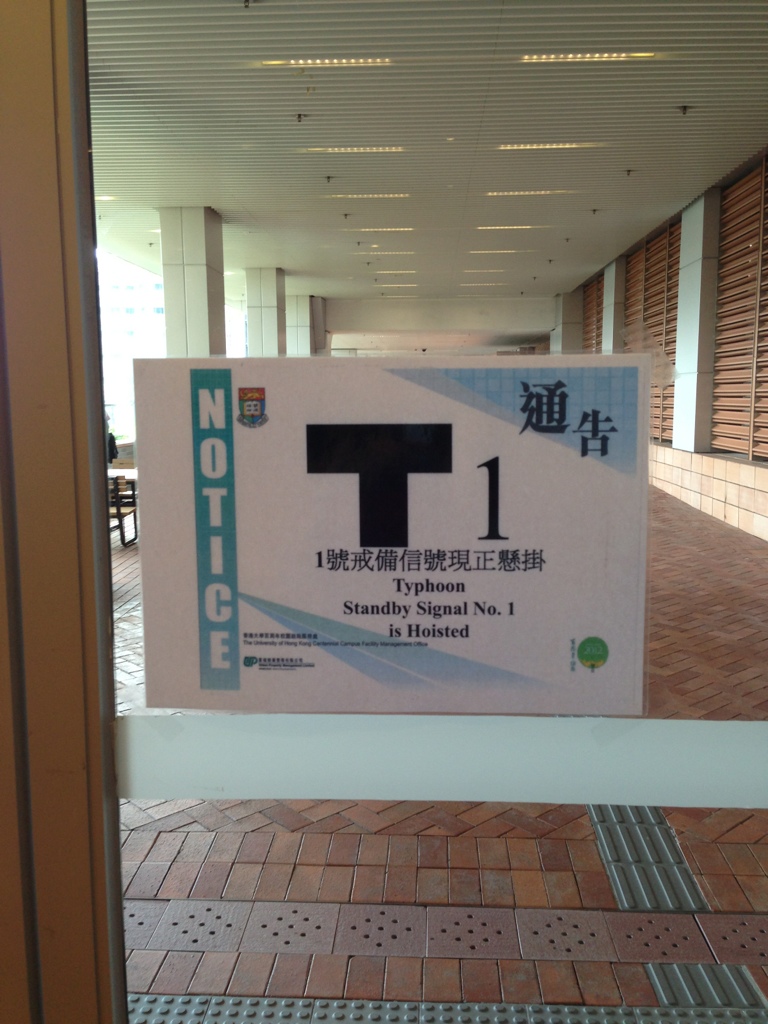 NOTICE
通告
T 1
1號戒備信號現正懸掛
Typhoon
Standby Signal No. 1
is Hoisted
The University of Hong Kong Centennial Campus Facility Management Office